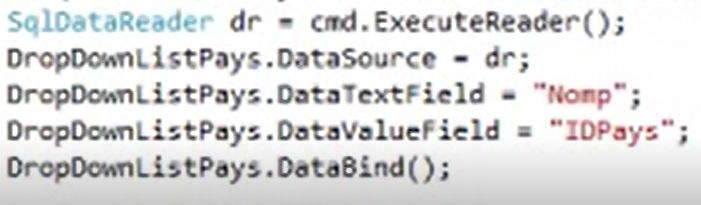 SqlDataReader dr = cmd.ExecuteReader();
DropDownListPays.DataSource = dr;
DropDownListPays.DataTextField = "Nomp";
DropDownListPays.DataValueField = "IDPays";
DropDownListPays.DataBind();